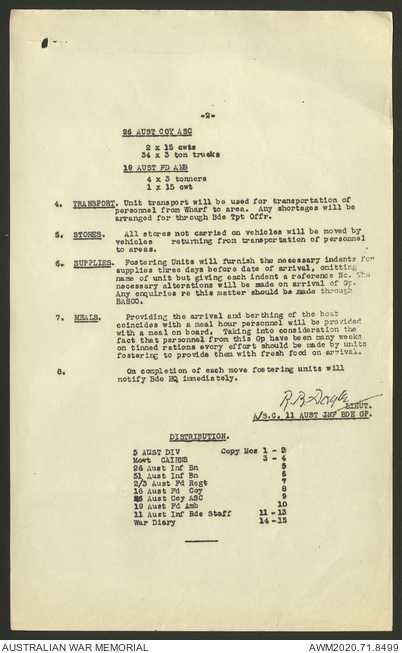 -2-
26 AUST COY ASC
2 x 15 cwts
34 x 3 ton trucks
19 AUST FD AMB
4 x 3 tonners
1 x 15 cwt
4. TRANSPORT. Unit transport will be used for transportation of
personnel from Wharf to area. Any shortages will be
arranged for through Bde Tpt Offr.
5. STORES. All stores not carried on vehicles will be moved by
vehicles returning from transportation of personnel
to areas.
6. SUPPLIES. Fostering Units will furnish the necessary indents for
supplies three days before date of arrival, omitting
name of unit but giving each indent a reference No. The
necessary alterations will be made on arrival of Gp.
Any enquiries re this matter should be made through
BASCO.
7. MEALS. Providing the arrival and berthing of the boat
coincides with a meal hour personnel will be provided
with a meal on board. Taking into consideration the
fact that personnel from this Gp have been many weeks
on tinned rations every effort should be made by units
fostering to provide them with fresh food on arrival.
8. On completion of each move fostering units will
notify Bde HQ immediately.
LIEUT.
A/S.C. 11 AUST INF BDE GP.
DISTRIBUTION.
5 AUST DIV Copy Nos 1 - 2
Movt CAIRNS 3 - 4
26 Aust Inf Bn 5
51 Aust Inf Bn 6
2/3 Aust Fd Regt 7
16 Aust Fd Coy 8
26 Aust Coy ASC 9
19 Aust Fd Amb 10
11 Aust Inf Bde Staff 11 - 13
War Diary 14 - 15
AUSTRALIAN WAR MEMORIAL
AWM2020.71.8499